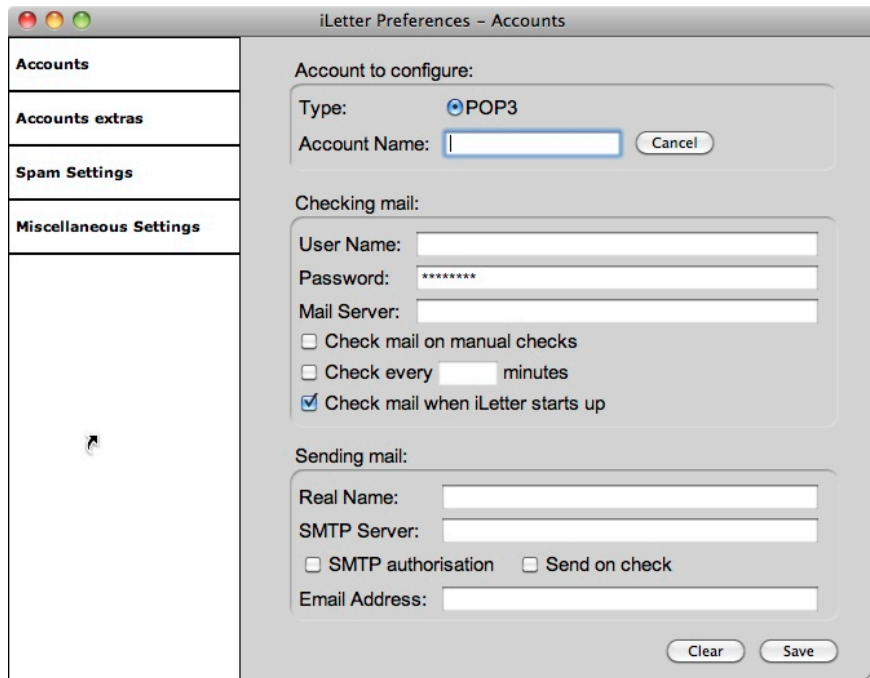 iLetter Preferences – Accounts
Accounts
Accounts extras
Spam Settings
Miscellaneous Settings
Account to configure:
Type: POP3
Account Name: Cancel
Checking mail:
User Name:
Password: ********
Mail Server:
Check mail on manual checks
Check every minutes
Check mail when iLetter starts up
Sending mail:
Real Name:
SMTP Server:
SMTP authorisation Send on check
Email Address:
Clear Save